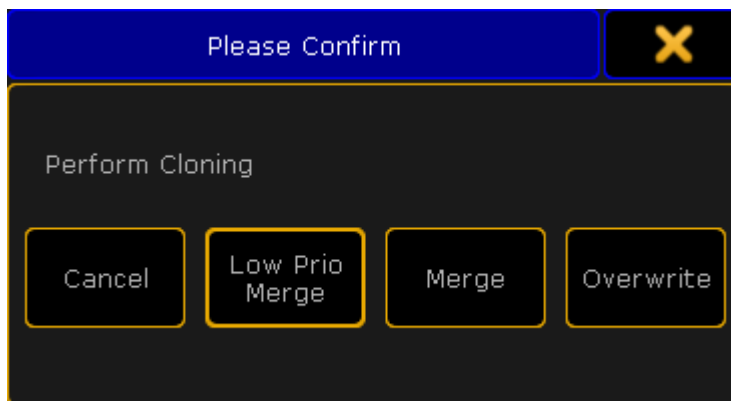 Please Confirm
Perform Cloning
Cancel
Low Prio
Merge
Merge
Overwrite